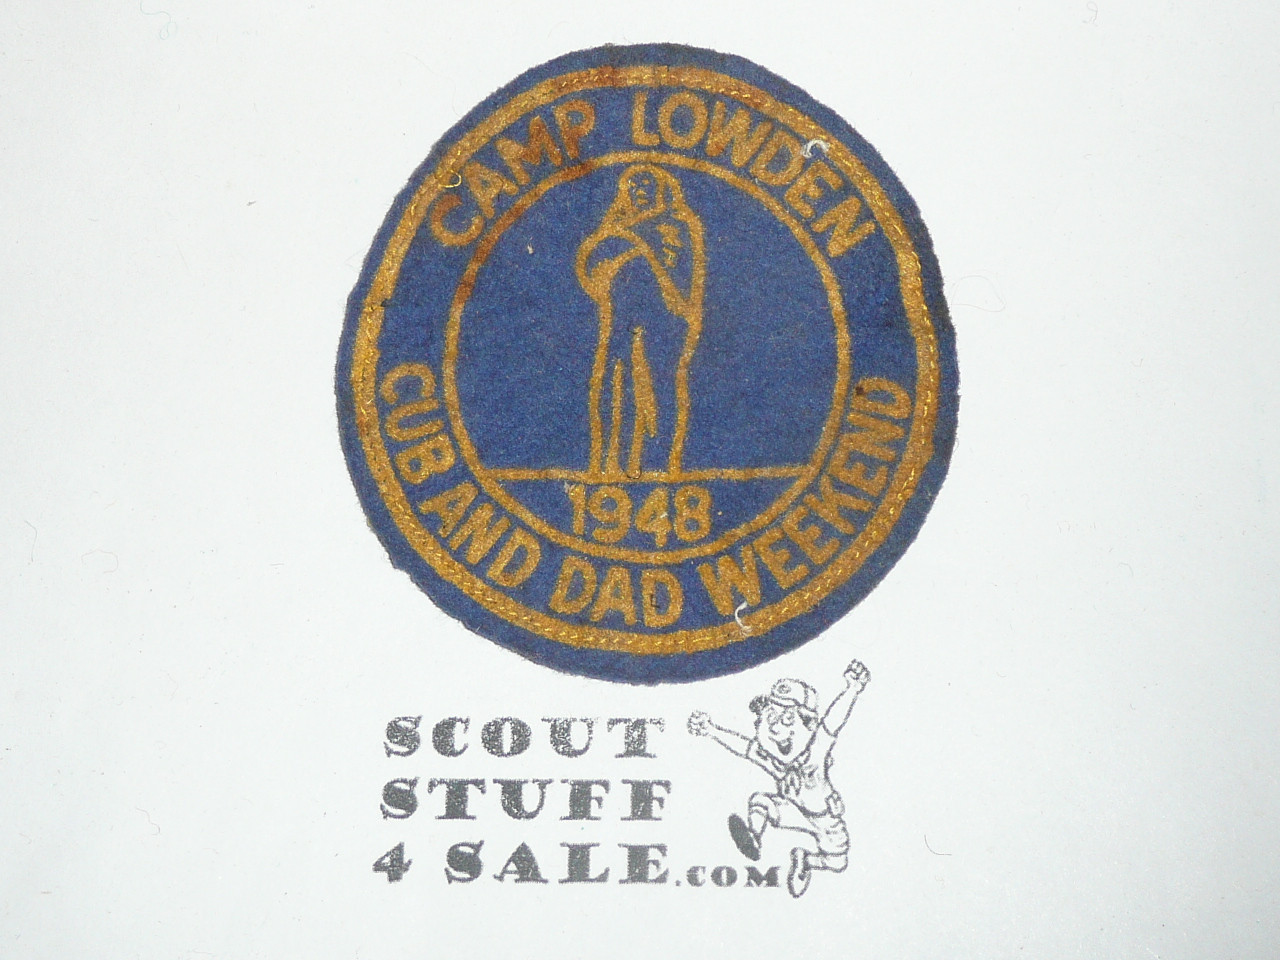 CAMP LOWDEN
1948
CUB AND DAD WEEKEND
SCOUT
STUFF
4 SALE.COM